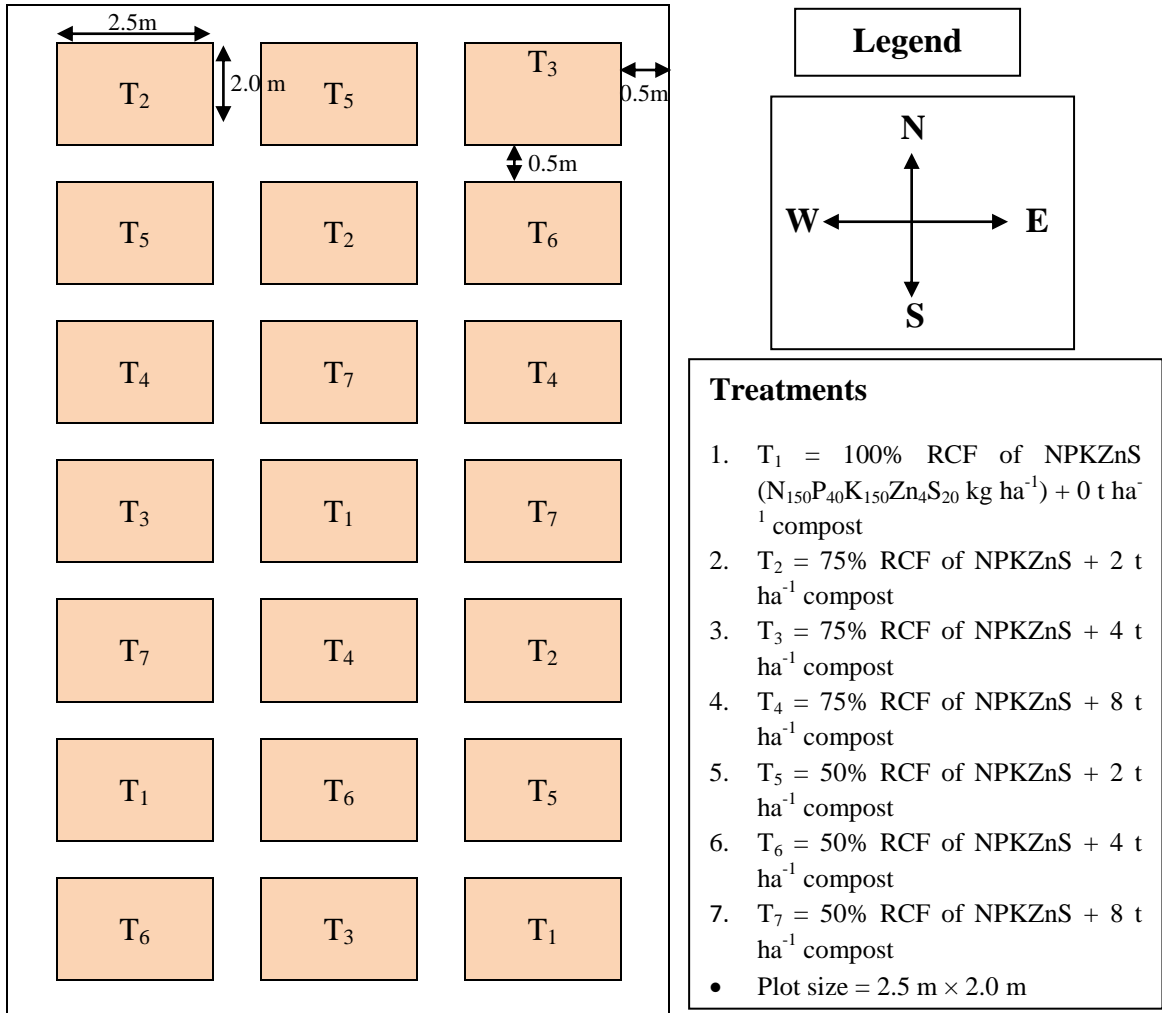 2.5m
T₂
2.0 m
T₅
T₃
0.5m
0.5m
T₅
T₂
T₆
T₄
T₇
T₄
T₃
T₁
T₇
T₇
T₄
T₂
T₁
T₆
T₅
T₆
T₃
T₁
Legend
N
W
E
S
Treatments
1. T₁ = 100% RCF of NPKZnS
(N₁₅₀P₄₀K₁₅₀Zn₄S₂₀ kg ha⁻¹) + 0 t ha⁻
¹ compost
2. T₂ = 75% RCF of NPKZnS + 2 t
ha⁻¹ compost
3. T₃ = 75% RCF of NPKZnS + 4 t
ha⁻¹ compost
4. T₄ = 75% RCF of NPKZnS + 8 t
ha⁻¹ compost
5. T₅ = 50% RCF of NPKZnS + 2 t
ha⁻¹ compost
6. T₆ = 50% RCF of NPKZnS + 4 t
ha⁻¹ compost
7. T₇ = 50% RCF of NPKZnS + 8 t
ha⁻¹ compost
• Plot size = 2.5 m × 2.0 m